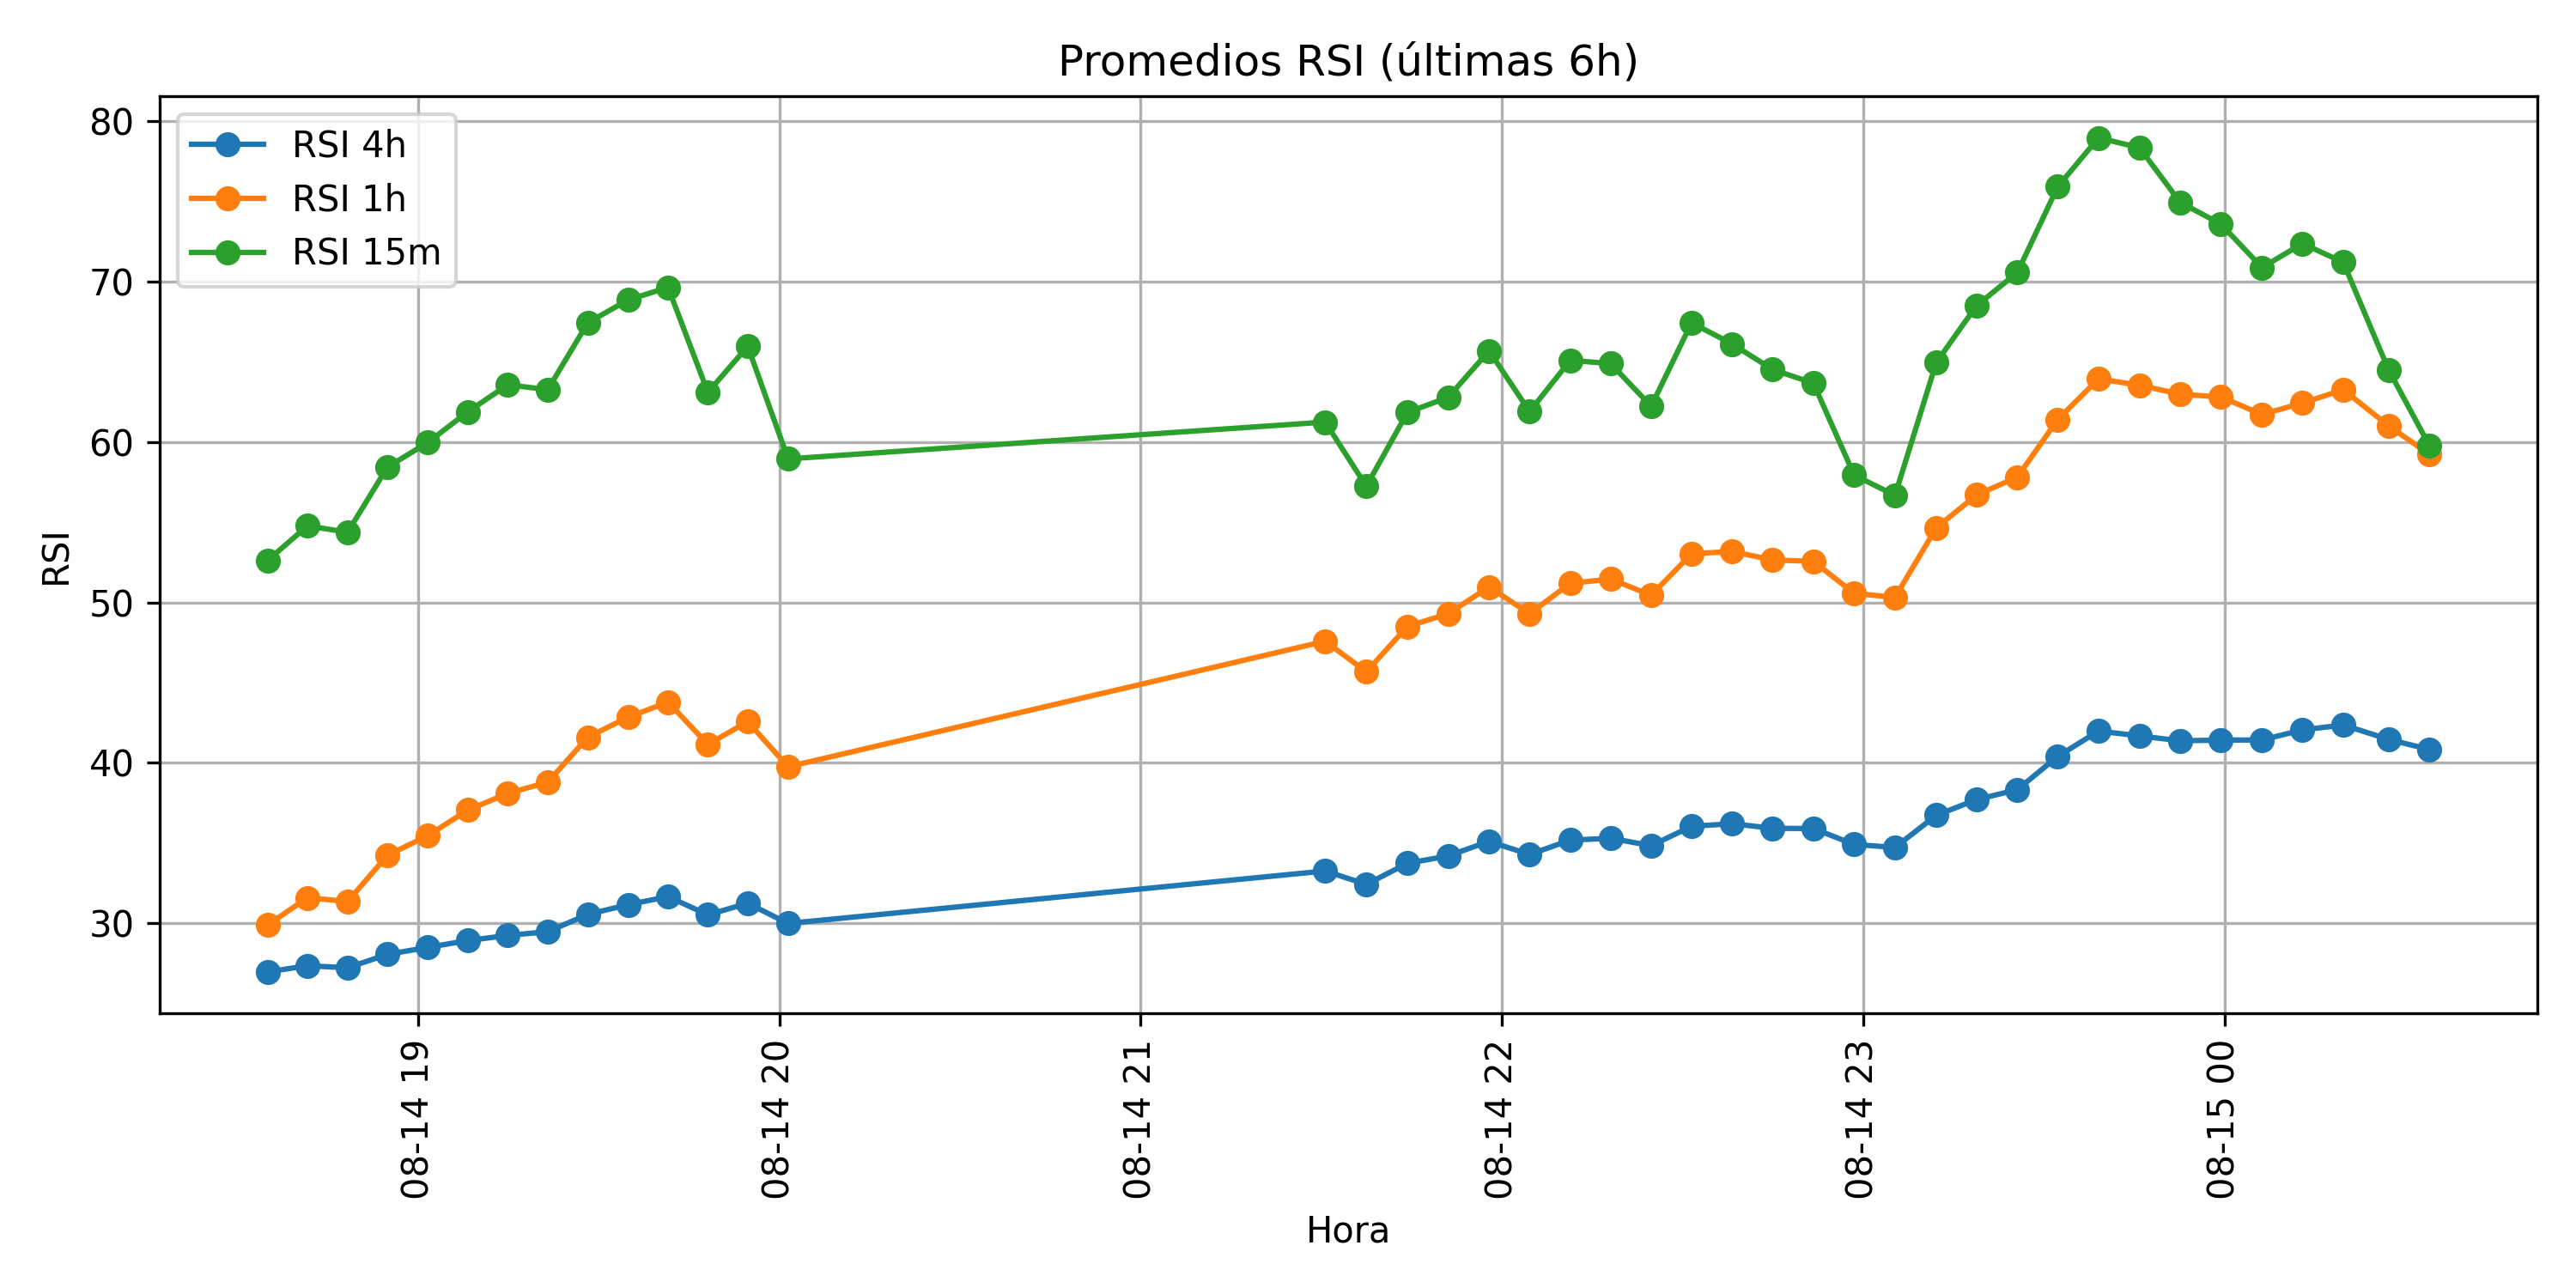 Promedios RSI (últimas 6h)
RSI 4h
RSI 1h
RSI 15m
80
70
60
50
40
30
RSI
08-14 19
08-14 20
08-14 21
08-14 22
08-14 23
08-15 00
Hora